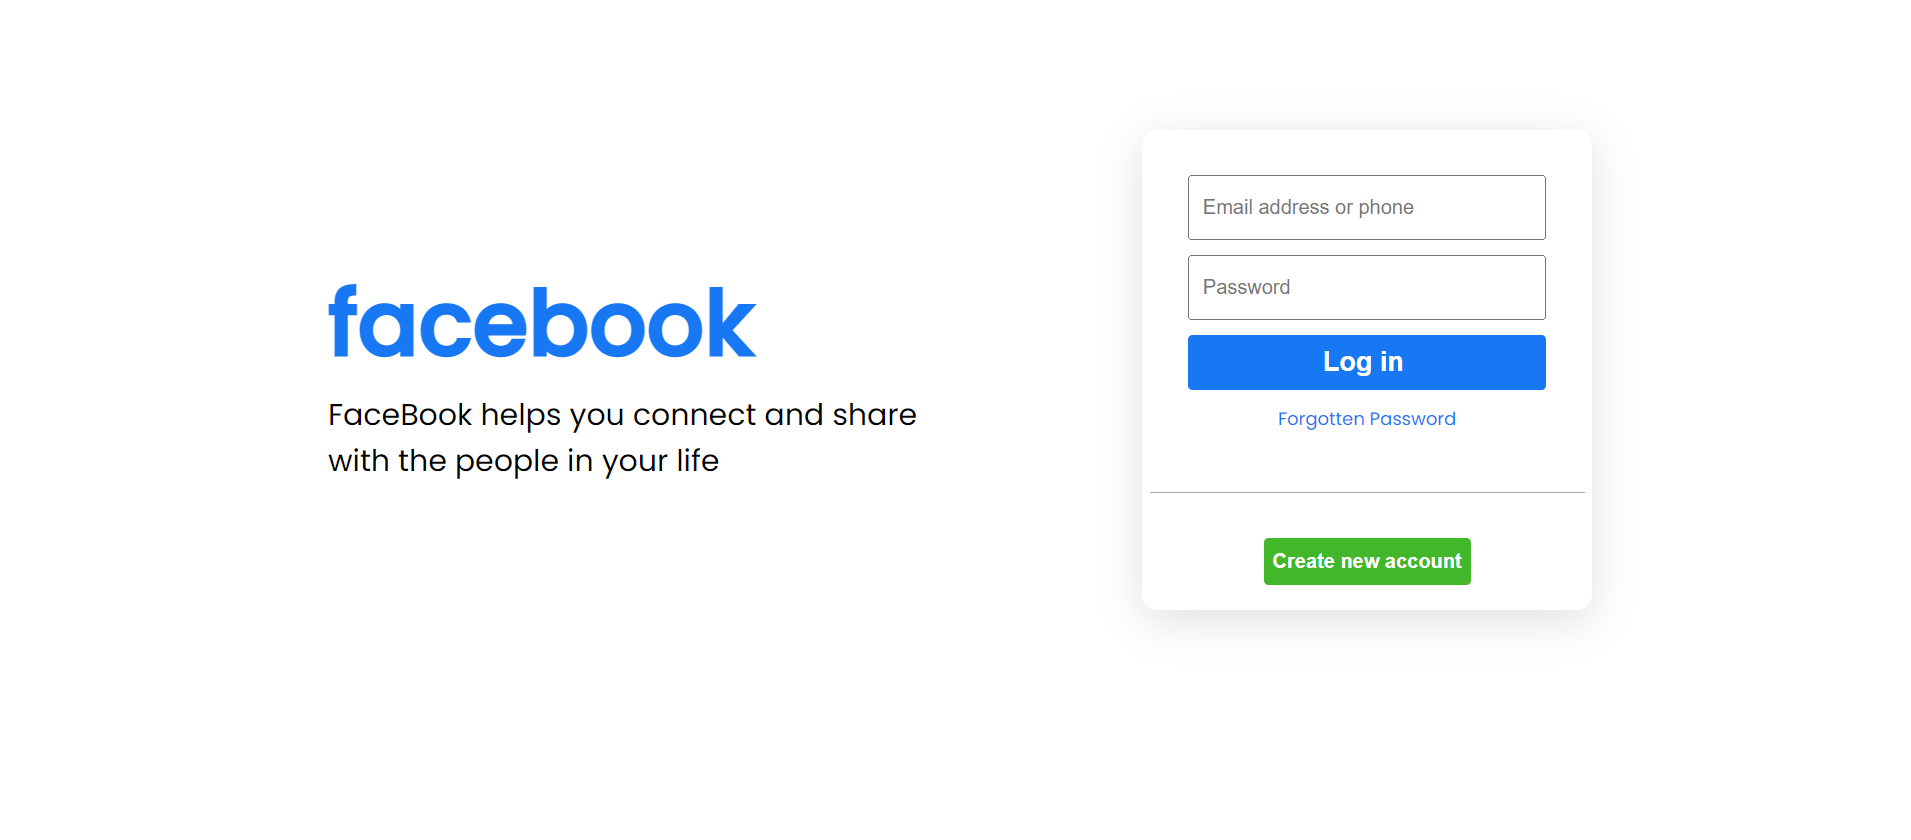 facebook
FaceBook helps you connect and share
with the people in your life
Email address or phone
Password
Log in
Forgotten Password
Create new account